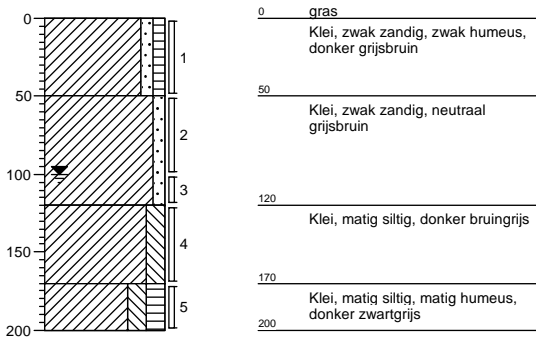 0
50
100
150
200
1
2
3
4
5
0
gras
Klei, zwak zandig, zwak humeus,
donker grijsbruin
50
Klei, zwak zandig, neutraal
grijsbruin
120
Klei, matig siltig, donker bruingrijs
170
Klei, matig siltig, matig humeus,
donker zwartgrijs
200